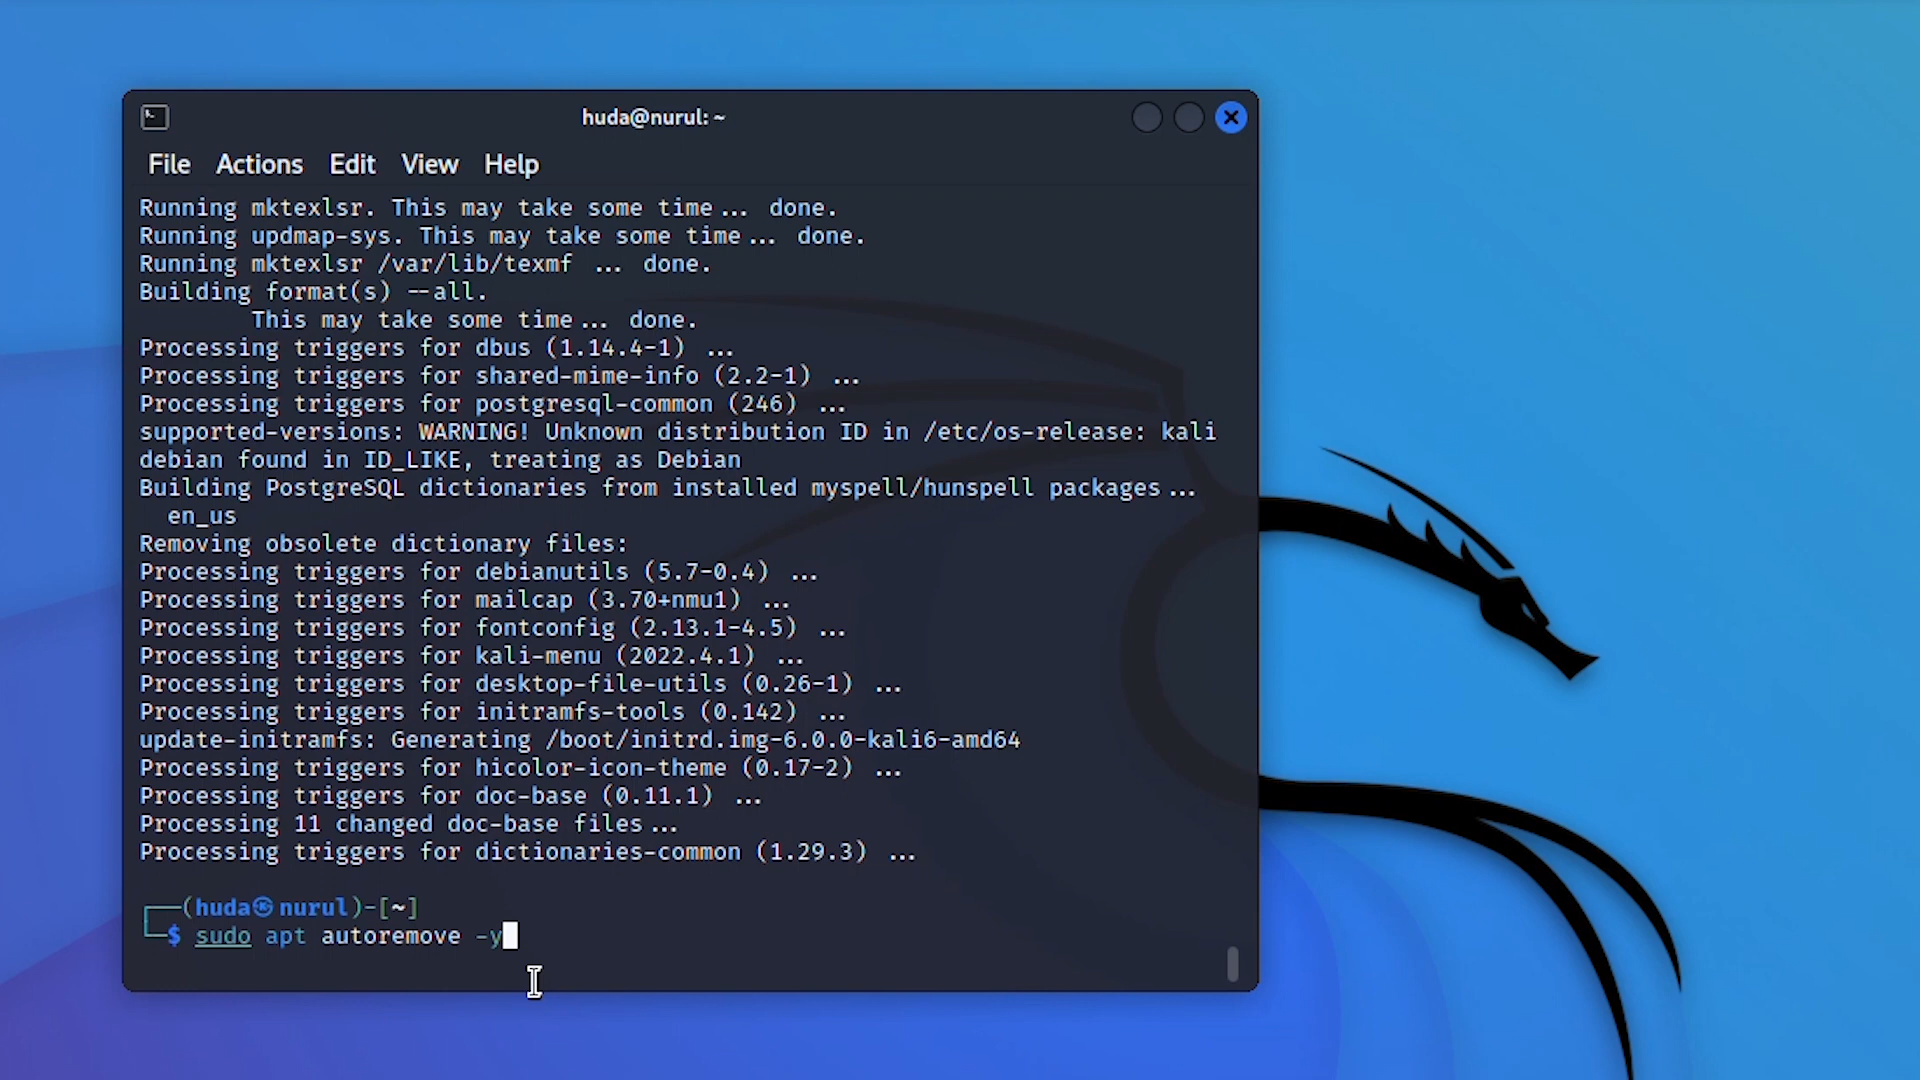 huda@nurul: ~
File Actions Edit View Help
Running mktexlsr. This may take some time... done.
Running updmap-sys. This may take some time... done.
Running mktexlsr /var/lib/texmf ... done.
Building format(s) --all.
This may take some time... done.
Processing triggers for dbus (1.14.4-1) ...
Processing triggers for shared-mime-info (2.2-1) ...
Processing triggers for postgresql-common (246) ...
supported-versions: WARNING! Unknown distribution ID in /etc/os-release: kali
debian found in ID_LIKE, treating as Debian
Building PostgreSQL dictionaries from installed myspell/hunspell packages...
en_us
Removing obsolete dictionary files:
Processing triggers for debianutils (5.7-0.4) ...
Processing triggers for mailcap (3.70+nmu1) ...
Processing triggers for fontconfig (2.13.1-4.5) ...
Processing triggers for kali-menu (2022.4.1) ...
Processing triggers for desktop-file-utils (0.26-1) ...
Processing triggers for initramfs-tools (0.142) ...
update-initramfs: Generating /boot/initrd.img-6.0.0-kali6-amd64
Processing triggers for hicolor-icon-theme (0.17-2) ...
Processing triggers for doc-base (0.11.1) ...
Processing 11 changed doc-base files...
Processing triggers for dictionaries-common (1.29.3) ...
┌──(huda㉿nurul)-[~]
└─$ sudo apt autoremove -y